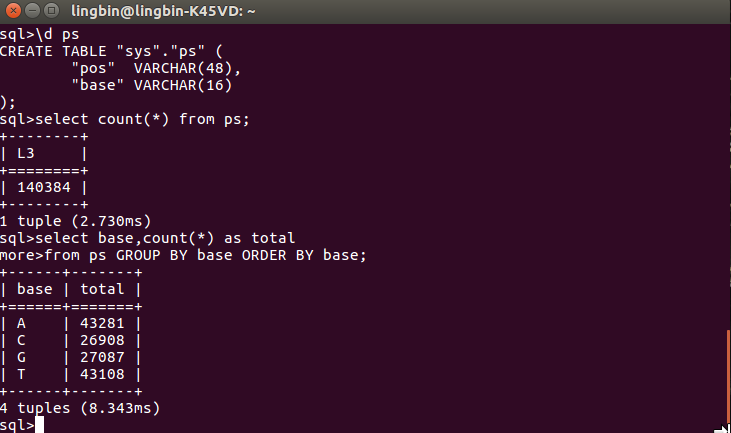 lingbin@lingbin-K45VD: ~
sql>\d ps
CREATE TABLE "sys"."ps" (
        "pos"  VARCHAR(48),
        "base" VARCHAR(16)
);
sql>select count(*) from ps;
+--------+
| L3     |
+========+
| 140384 |
+--------+
1 tuple (2.730ms)
sql>select base,count(*) as total
more>from ps GROUP BY base ORDER BY base;
+------+-------+
| base | total |
+======+=======+
| A    | 43281 |
| C    | 26908 |
| G    | 27087 |
| T    | 43108 |
+------+-------+
4 tuples (8.343ms)
sql>